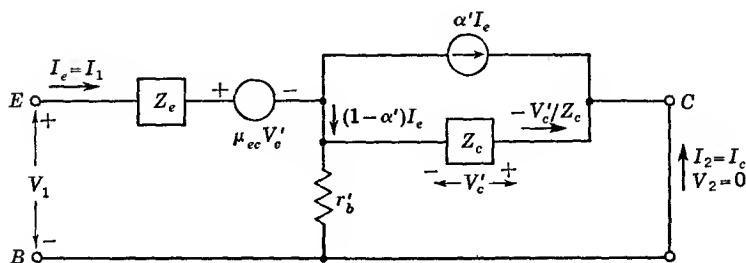 α′I_e
I_e=I_1
Z_e
+ -
μ_ec V_c′
E
+
(1-α′)I_e
-V_c′/Z_c
Z_c
- V_c′ +
C
V_1
r_b′
I_2=I_c
V_2=0
-
B